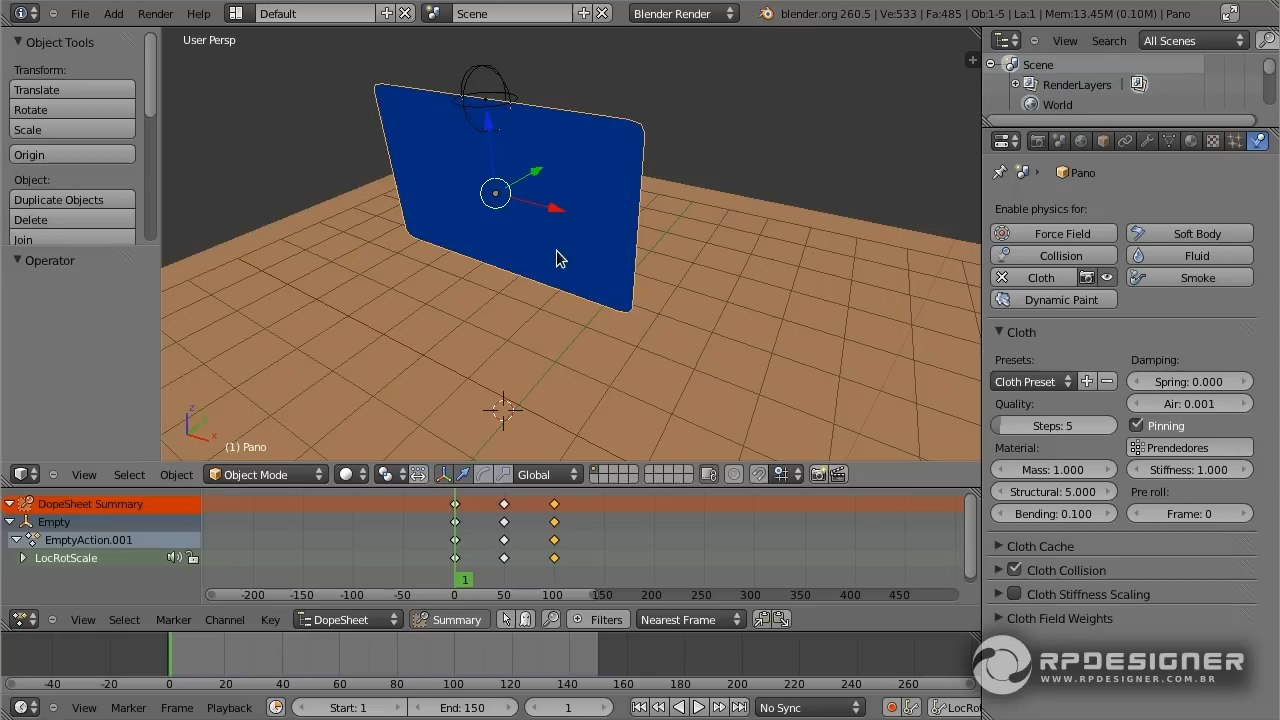 File Add Render Help Default Scene Blender Render blender.org 260.5 | Ve:533 | Fa:485 | Ob:1-5 | La:1 | Mem:13.45M (0.10M) | Pano
Object Tools
Transform:
Translate
Rotate
Scale
Origin
Object:
Duplicate Objects
Delete
Join
Operator
User Persp
z
x
(1) Pano
View Search All Scenes
Scene
RenderLayers
World
Pano
Enable physics for:
Force Field Soft Body
Collision Fluid
Cloth Smoke
Dynamic Paint
Cloth
Presets: Damping:
Cloth Preset Spring: 0.000
Quality: Air: 0.001
Steps: 5 Pinning
Material: Prendedores
Mass: 1.000 Stiffness: 1.000
Structural: 5.000 Pre roll:
Bending: 0.100 Frame: 0
Cloth Cache
Cloth Collision
Cloth Stiffness Scaling
Cloth Field Weights
View Select Object Object Mode Global
DopeSheet Summary
Empty
EmptyAction.001
LocRotScale
1
-200 -150 -100 -50 0 50 100 150 200 250 300 350 400 450
View Select Marker Channel Key DopeSheet Summary Filters Nearest Frame
-40 -20 0 20 40 60 80 100 120 140 160 180 200 220 240 260
View Marker Frame Playback Start: 1 End: 150 1 No Sync LocRo
RPDESIGNER
WWW.RPDESIGNER.COM.BR